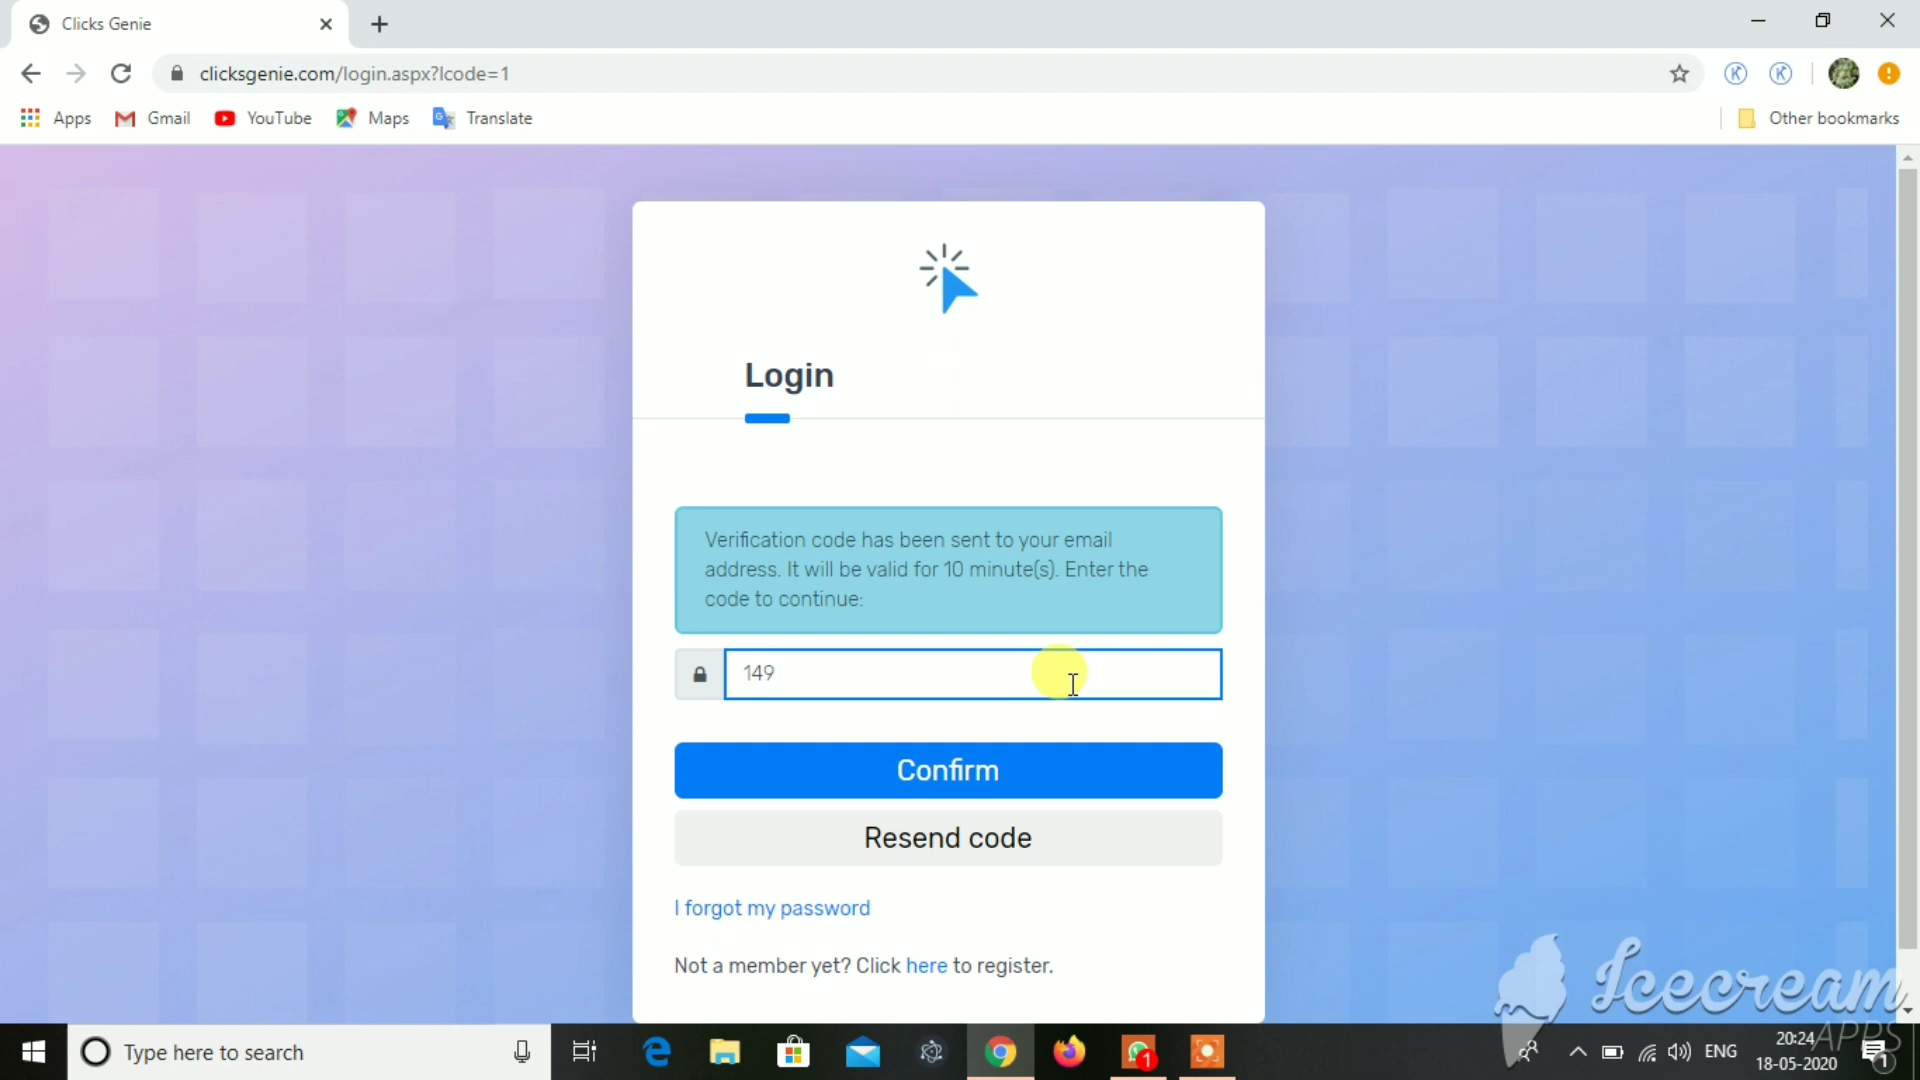 Clicks Genie
clicksgenie.com/login.aspx?lcode=1
Apps Gmail YouTube Maps Translate Other bookmarks
Login
Verification code has been sent to your email
address. It will be valid for 10 minute(s). Enter the
code to continue:
149
Confirm
Resend code
I forgot my password
Not a member yet? Click here to register.
Icecream
APPS
Type here to search
1
ENG
20:24
18-05-2020
1